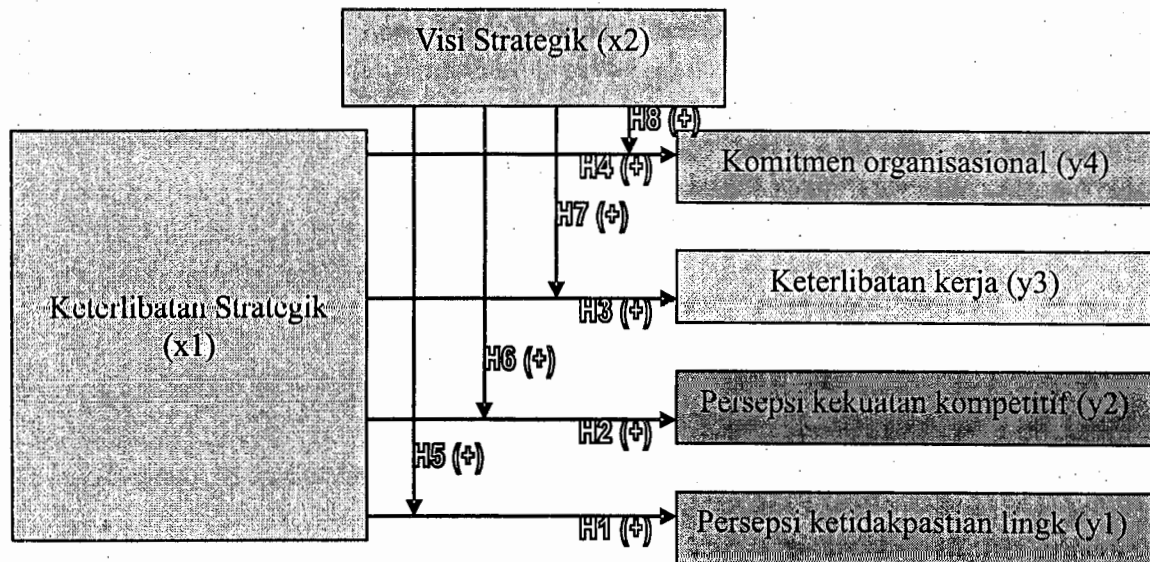 Visi Strategik (x2)
H8 (+)
Komitmen organisasional (y4)
H4 (+)
H7 (+)
Keterlibatan Strategik
(x1)
Keterlibatan kerja (y3)
H3 (+)
H6 (+)
Persepsi kekuatan kompetitif (y2)
H2 (+)
H5 (+)
Persepsi ketidakpastian lingk (y1)
H1 (+)